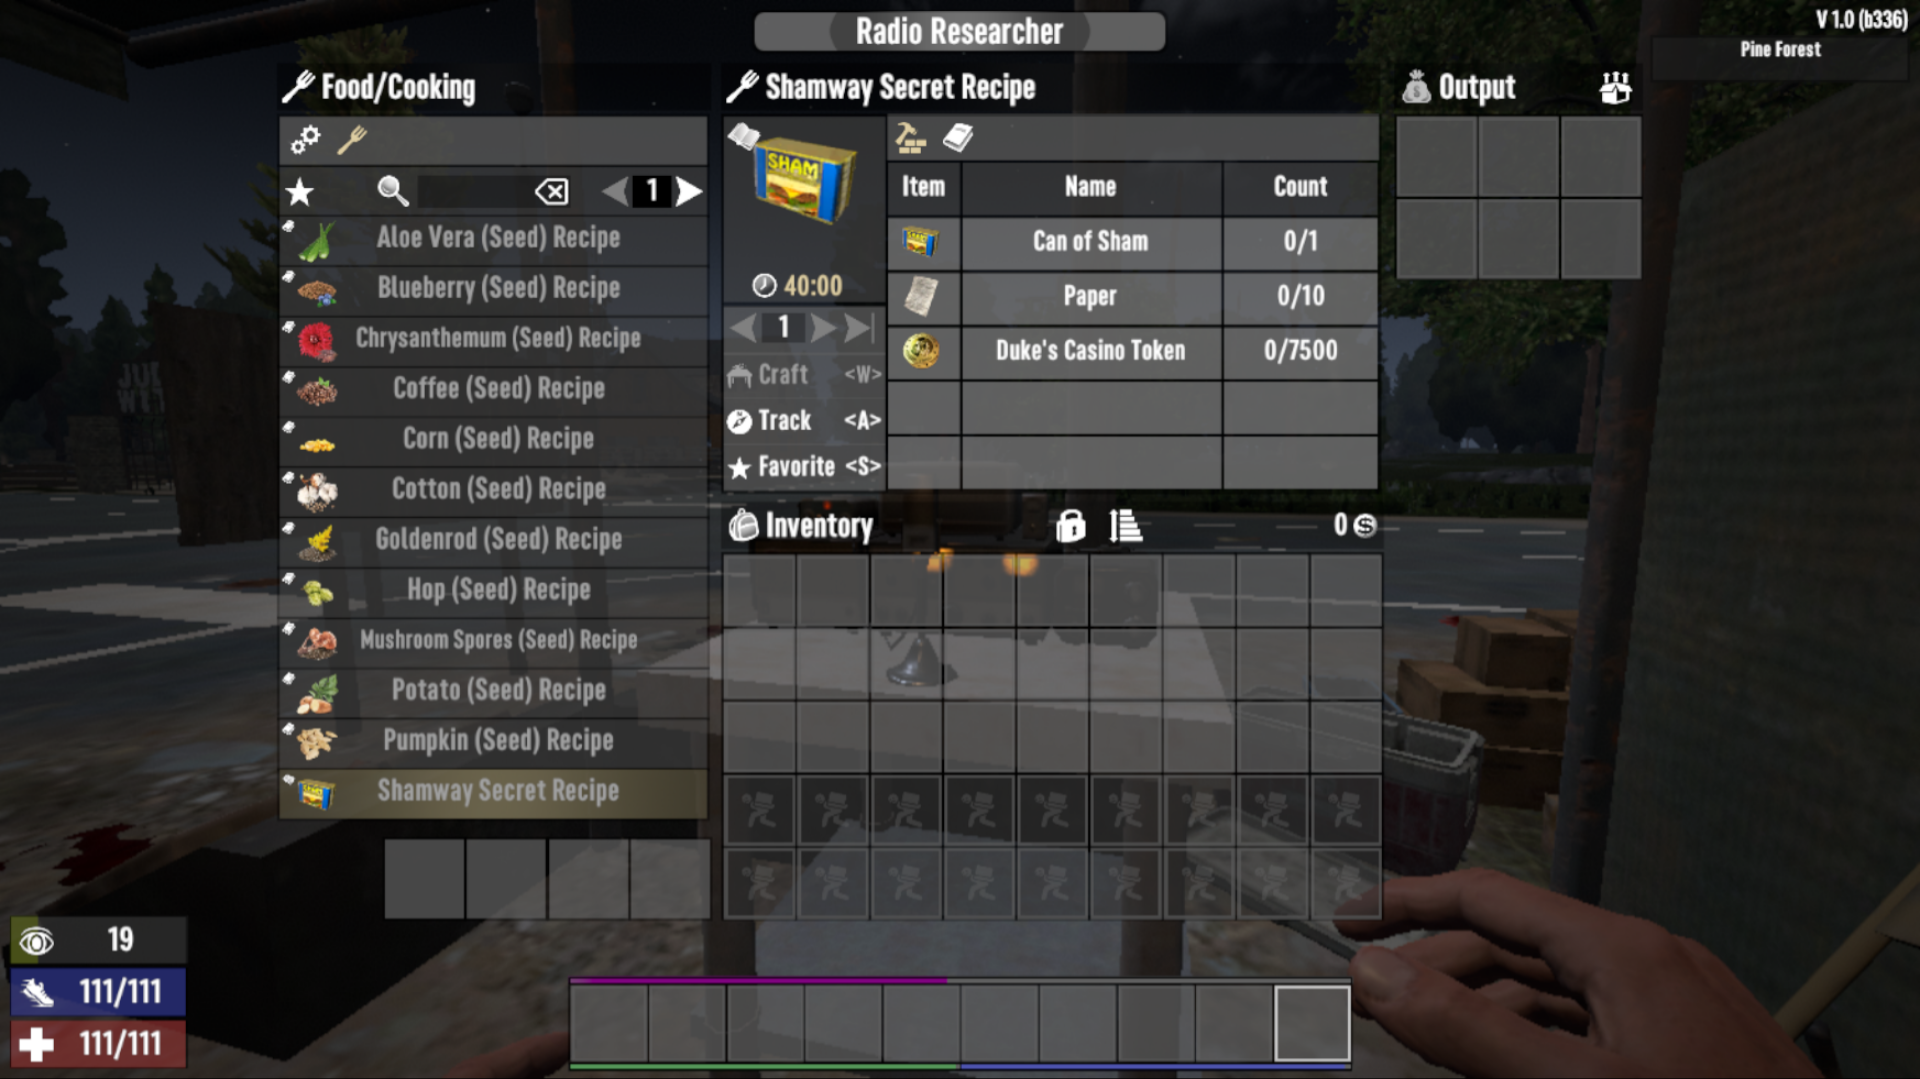 Radio Researcher
V 1.0 (b336)
Pine Forest
Food/Cooking
1
Aloe Vera (Seed) Recipe
Blueberry (Seed) Recipe
Chrysanthemum (Seed) Recipe
Coffee (Seed) Recipe
Corn (Seed) Recipe
Cotton (Seed) Recipe
Goldenrod (Seed) Recipe
Hop (Seed) Recipe
Mushroom Spores (Seed) Recipe
Potato (Seed) Recipe
Pumpkin (Seed) Recipe
Shamway Secret Recipe
Shamway Secret Recipe
SHAM
40:00
1
Craft <W>
Track <A>
Favorite <S>
Item Name Count
Can of Sham 0/1
Paper 0/10
Duke's Casino Token 0/7500
Output
Inventory
0
19
111/111
111/111